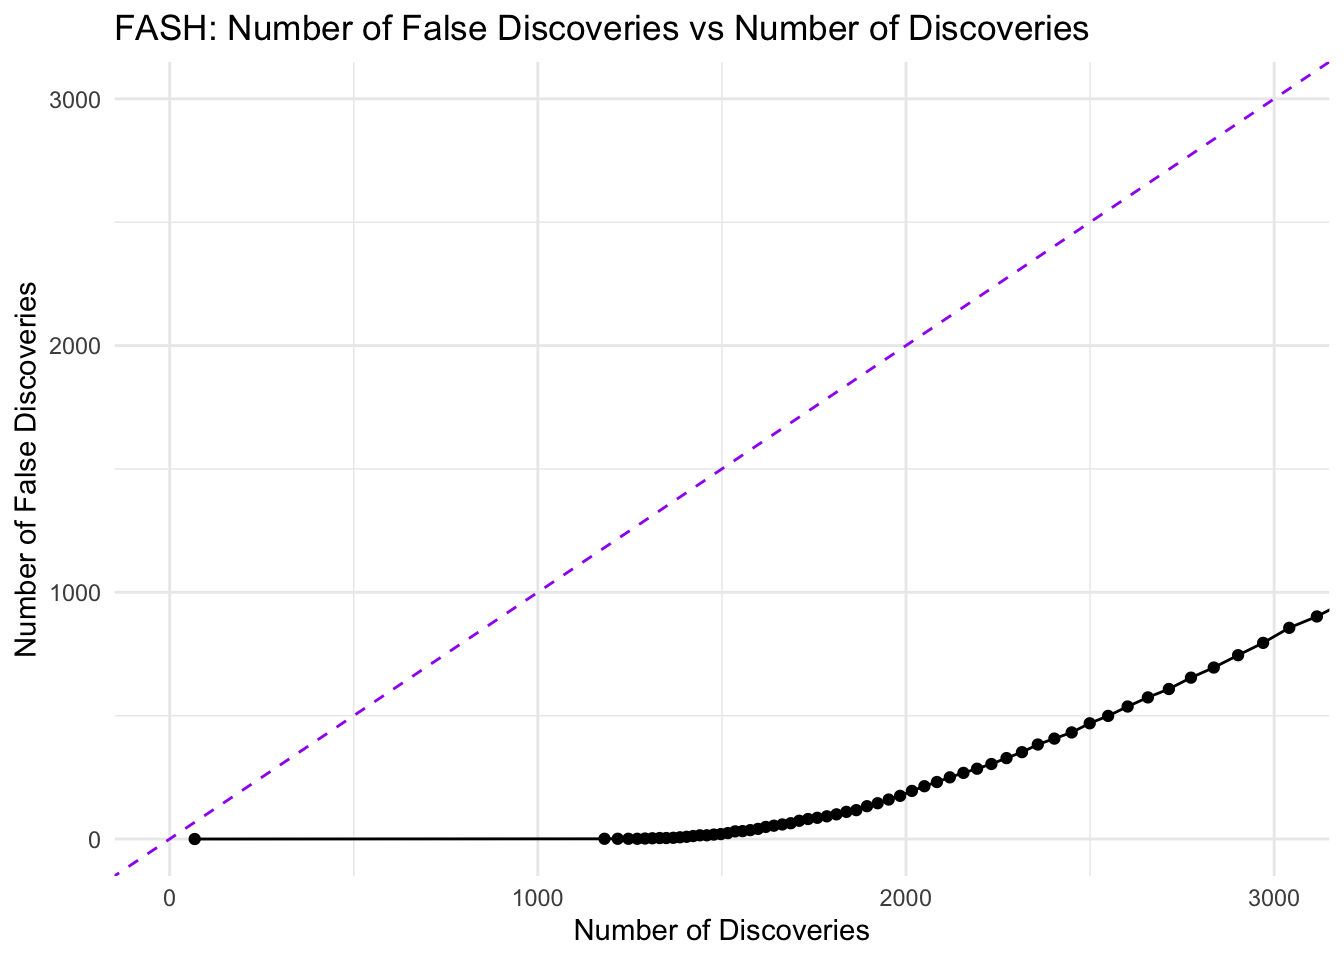 FASH: Number of False Discoveries vs Number of Discoveries
3000
2000
1000
0
Number of False Discoveries
0 1000 2000 3000
Number of Discoveries